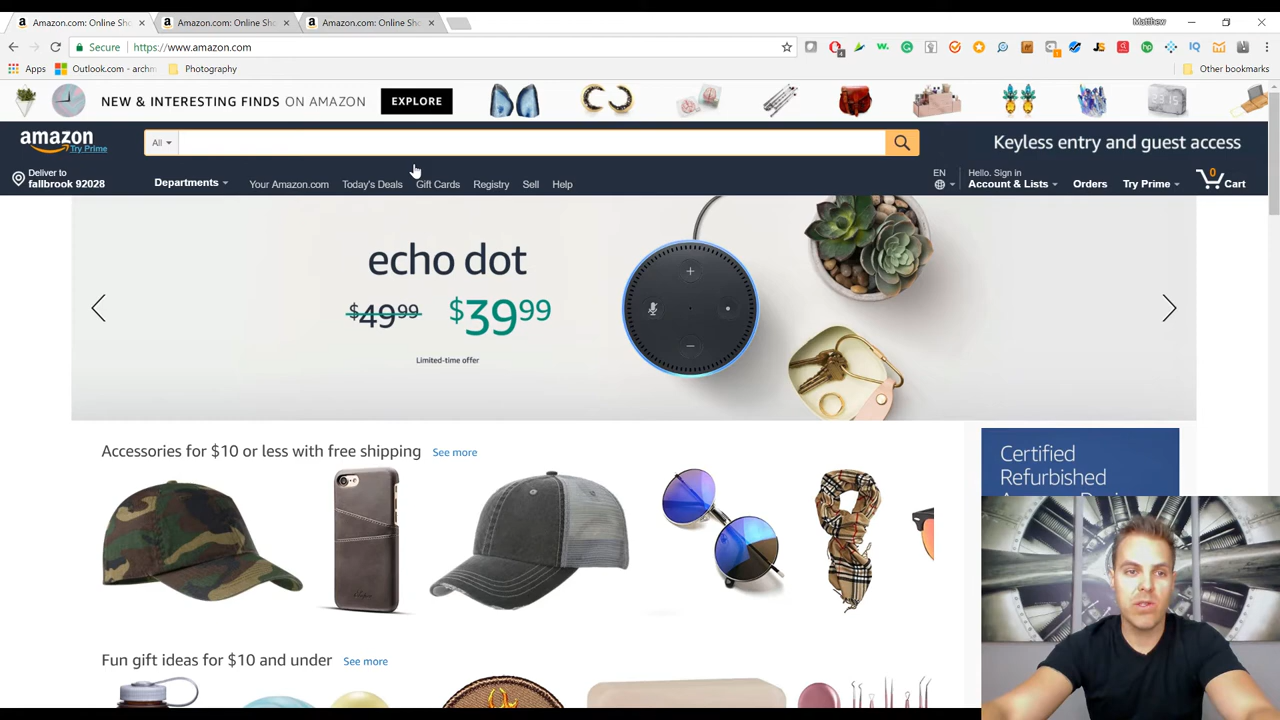 Amazon.com: Online Sho
Amazon.com: Online Sho
Amazon.com: Online Sho
Matthew
Secure
https://www.amazon.com
Apps
Outlook.com - archm
Photography
Other bookmarks
NEW & INTERESTING FINDS ON AMAZON
EXPLORE
amazon
Try Prime
All
Keyless entry and guest access
Deliver to
fallbrook 92028
Departments
Your Amazon.com
Today's Deals
Gift Cards
Registry
Sell
Help
EN
Hello. Sign in
Account & Lists
Orders
Try Prime
0
Cart
echo dot
$49.99 $39.99
Limited-time offer
Accessories for $10 or less with free shipping
See more
Certified
Refurbished
Fun gift ideas for $10 and under
See more